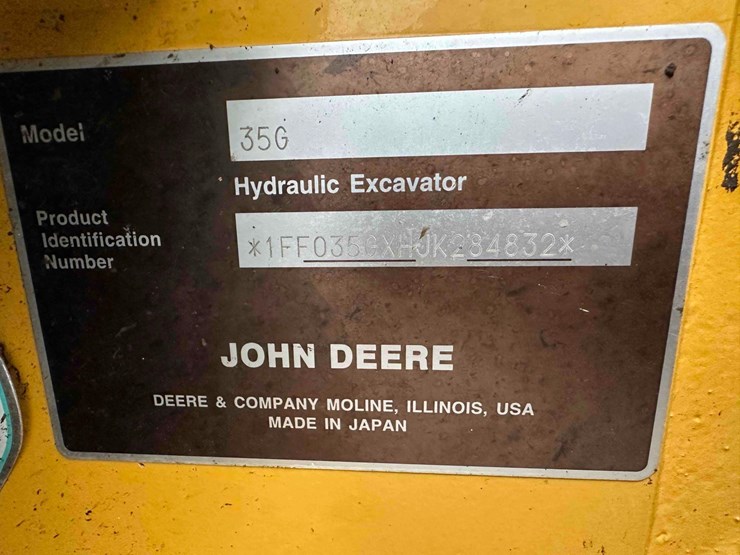 Model
35G
Hydraulic Excavator
Product
Identification
Number
*1FF035GXHJK284832*
JOHN DEERE
DEERE & COMPANY MOLINE, ILLINOIS, USA
MADE IN JAPAN